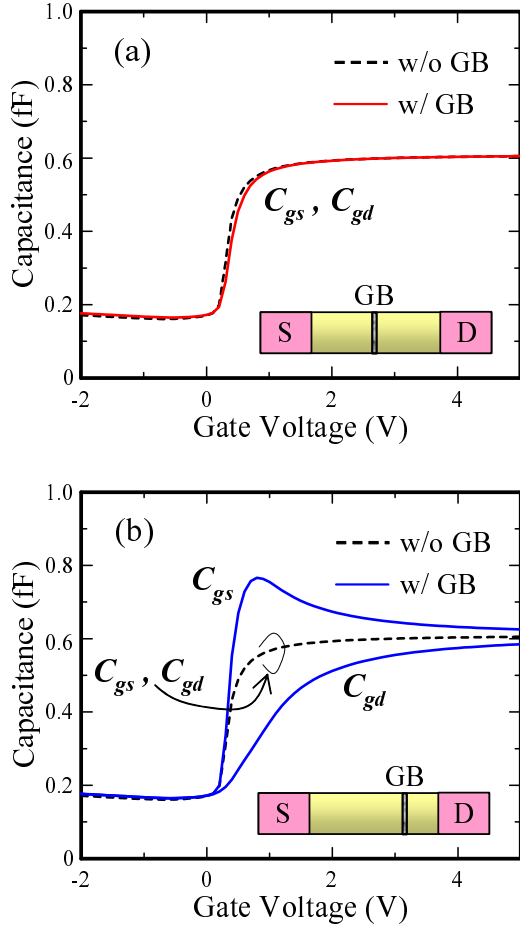 (a)
w/o GB
w/ GB
Capacitance (fF)
1.0
0.8
0.6
0.4
0.2
0
C_gs , C_gd
GB
S
D
-2
0
2
4
Gate Voltage (V)
(b)
w/o GB
w/ GB
Capacitance (fF)
1.0
0.8
0.6
0.4
0.2
0
C_gs
C_gs , C_gd
C_gd
GB
S
D
-2
0
2
4
Gate Voltage (V)